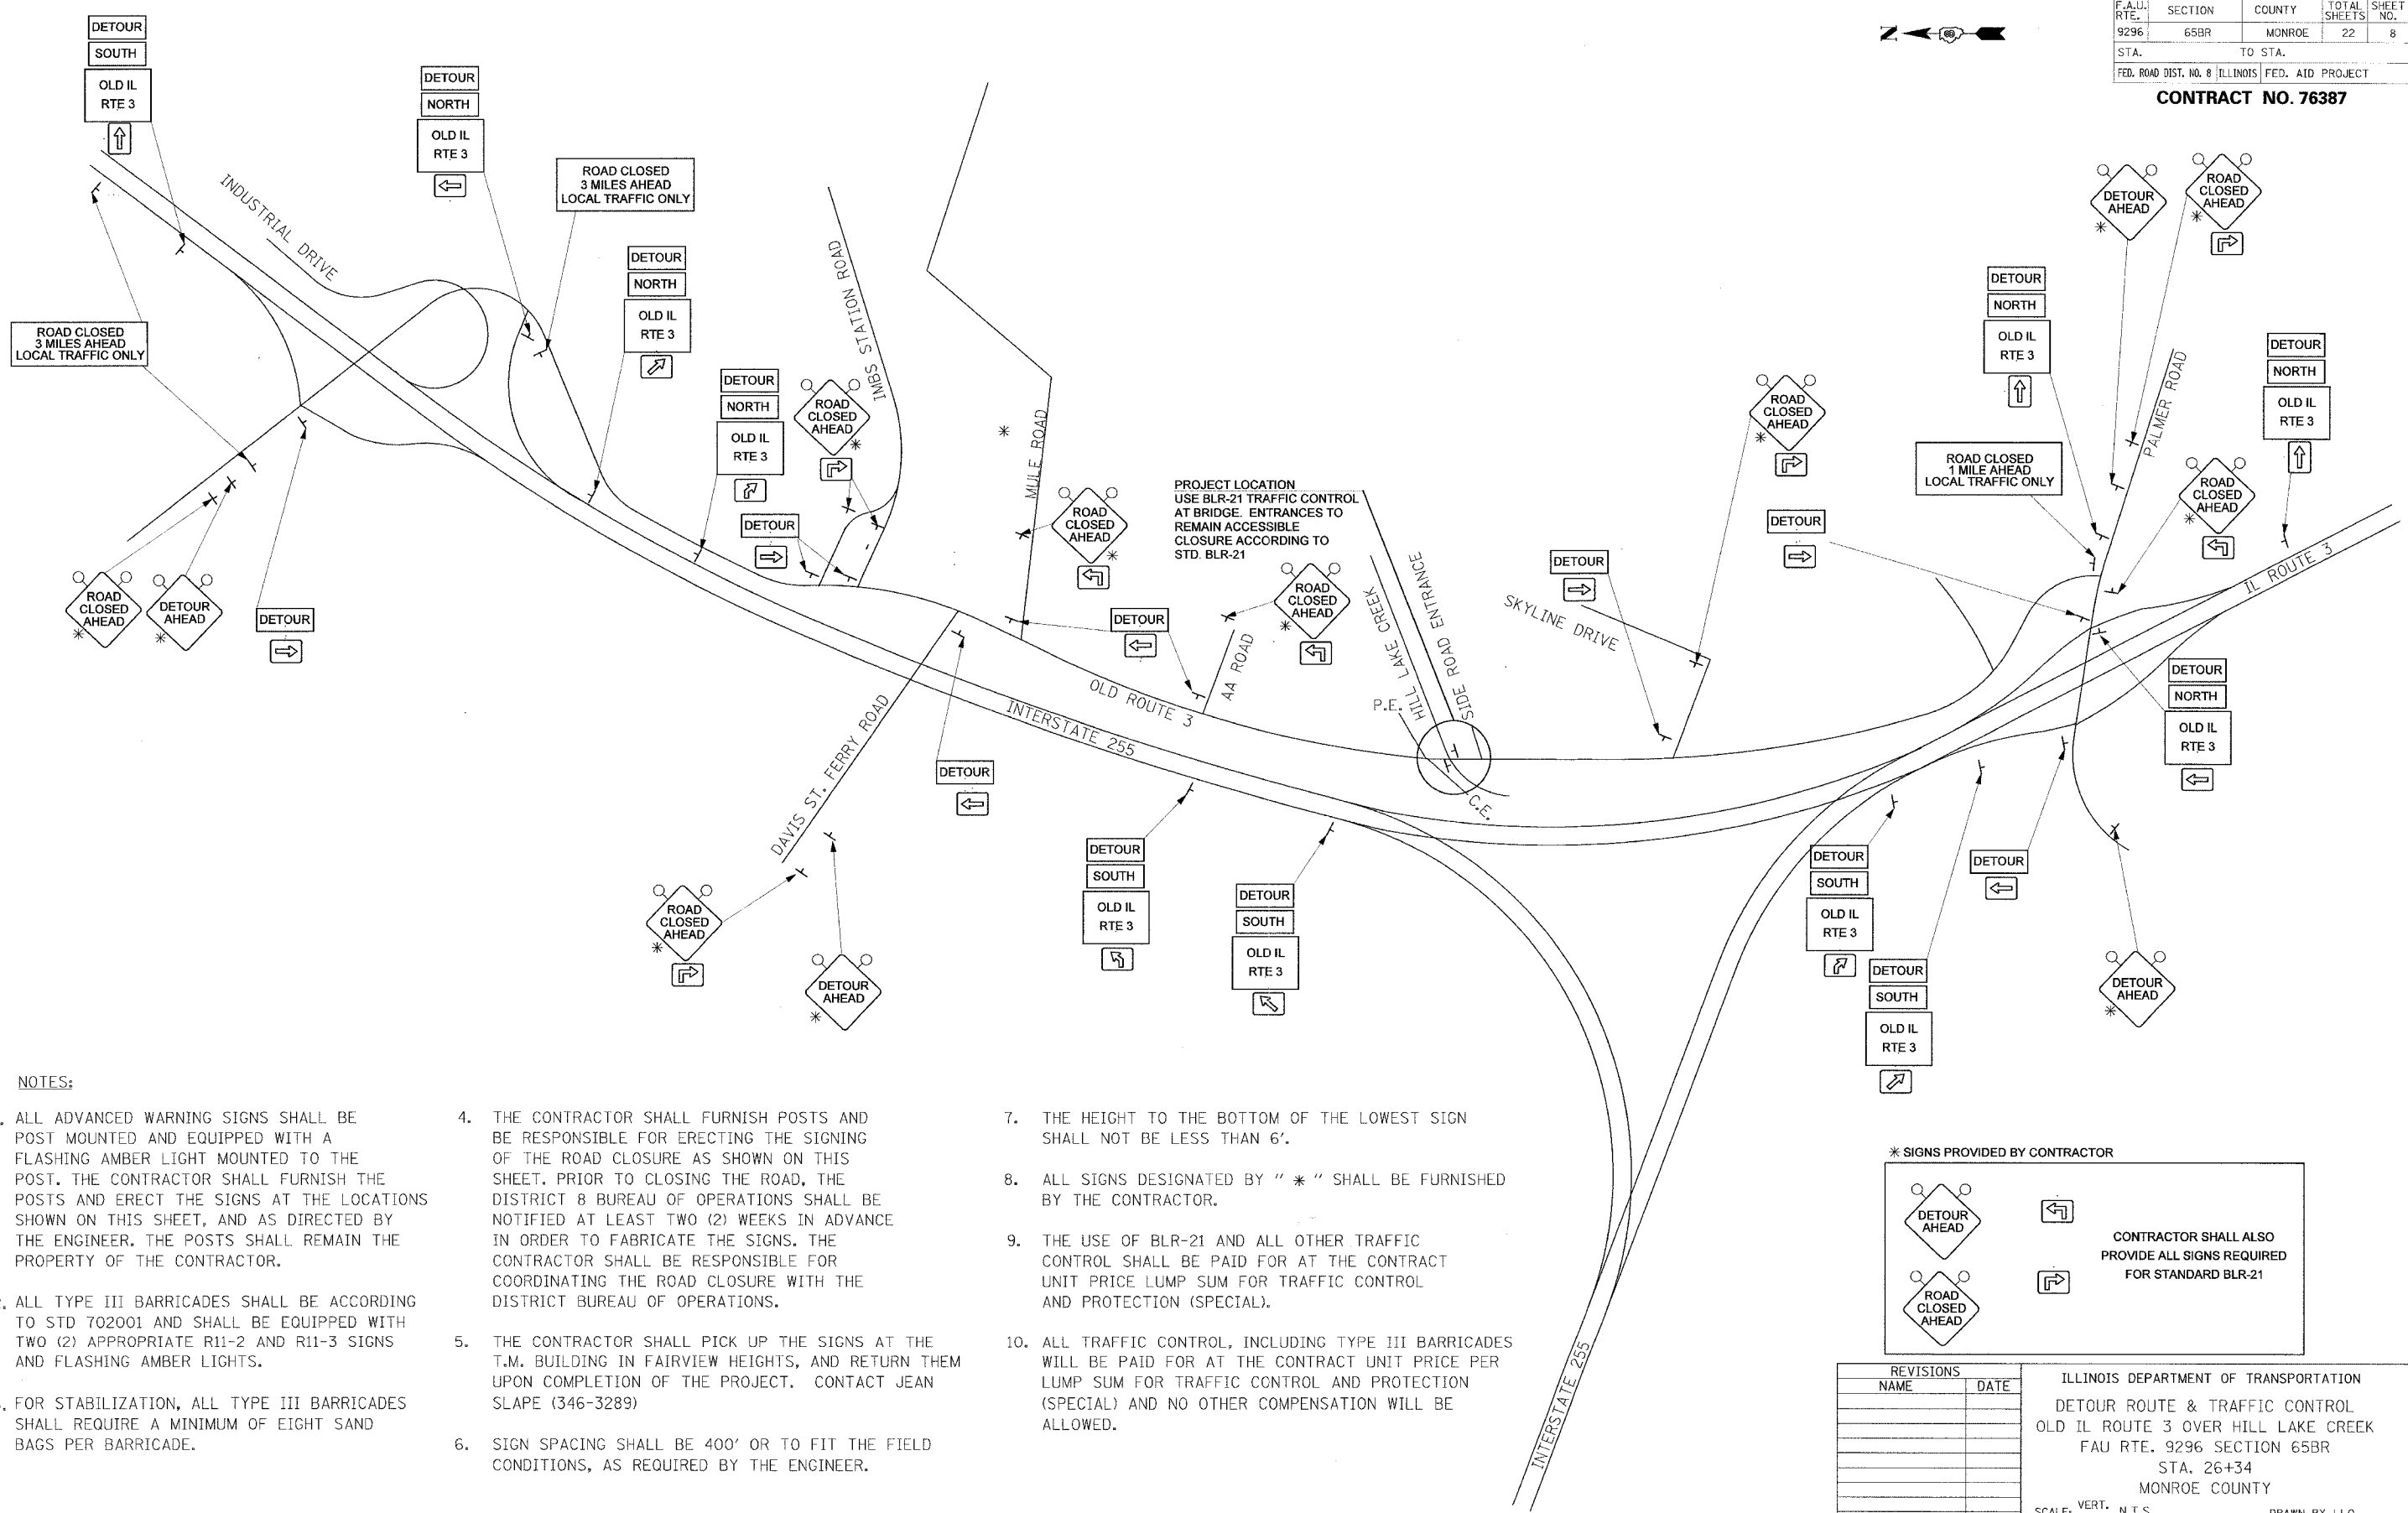 F.A.U. RTE. SECTION COUNTY TOTAL SHEETS SHEET NO.
9296 65BR MONROE 22 8
STA. TO STA.
FED. ROAD DIST. NO. 8 ILLINOIS FED. AID PROJECT
CONTRACT NO. 76387
N
DETOUR
SOUTH
OLD IL
RTE 3
DETOUR
NORTH
OLD IL
RTE 3
ROAD CLOSED
3 MILES AHEAD
LOCAL TRAFFIC ONLY
INDUSTRIAL DRIVE
DETOUR
NORTH
OLD IL
RTE 3
ROAD CLOSED
3 MILES AHEAD
LOCAL TRAFFIC ONLY
DETOUR
NORTH
OLD IL
RTE 3
ROAD
CLOSED
AHEAD
*
IMBS STATION ROAD
DETOUR
MULE ROAD
*
ROAD
CLOSED
AHEAD
*
PROJECT LOCATION
USE BLR-21 TRAFFIC CONTROL
AT BRIDGE. ENTRANCES TO
REMAIN ACCESSIBLE
CLOSURE ACCORDING TO
STD. BLR-21
ROAD
CLOSED
AHEAD
*
DETOUR
AA ROAD
HILL LAKE CREEK
SIDE ROAD ENTRANCE
P.E.
C.E.
DETOUR
SKYLINE DRIVE
ROAD
CLOSED
AHEAD
*
DETOUR
AHEAD
*
ROAD
CLOSED
AHEAD
*
DETOUR
NORTH
OLD IL
RTE 3
PALMER ROAD
DETOUR
NORTH
OLD IL
RTE 3
ROAD CLOSED
1 MILE AHEAD
LOCAL TRAFFIC ONLY
ROAD
CLOSED
AHEAD
*
DETOUR
IL ROUTE 3
DETOUR
NORTH
OLD IL
RTE 3
ROAD
CLOSED
AHEAD
*
DETOUR
AHEAD
*
DETOUR
OLD ROUTE 3
INTERSTATE 255
DAVIS ST. FERRY ROAD
DETOUR
ROAD
CLOSED
AHEAD
*
DETOUR
AHEAD
*
DETOUR
SOUTH
OLD IL
RTE 3
DETOUR
SOUTH
OLD IL
RTE 3
DETOUR
SOUTH
OLD IL
RTE 3
DETOUR
SOUTH
OLD IL
RTE 3
DETOUR
DETOUR
AHEAD
*
INTERSTATE 255
NOTES:
ALL ADVANCED WARNING SIGNS SHALL BE
POST MOUNTED AND EQUIPPED WITH A
FLASHING AMBER LIGHT MOUNTED TO THE
POST. THE CONTRACTOR SHALL FURNISH THE
POSTS AND ERECT THE SIGNS AT THE LOCATIONS
SHOWN ON THIS SHEET, AND AS DIRECTED BY
THE ENGINEER. THE POSTS SHALL REMAIN THE
PROPERTY OF THE CONTRACTOR.
ALL TYPE III BARRICADES SHALL BE ACCORDING
TO STD 702001 AND SHALL BE EQUIPPED WITH
TWO (2) APPROPRIATE R11-2 AND R11-3 SIGNS
AND FLASHING AMBER LIGHTS.
FOR STABILIZATION, ALL TYPE III BARRICADES
SHALL REQUIRE A MINIMUM OF EIGHT SAND
BAGS PER BARRICADE.
4. THE CONTRACTOR SHALL FURNISH POSTS AND
BE RESPONSIBLE FOR ERECTING THE SIGNING
OF THE ROAD CLOSURE AS SHOWN ON THIS
SHEET. PRIOR TO CLOSING THE ROAD, THE
DISTRICT 8 BUREAU OF OPERATIONS SHALL BE
NOTIFIED AT LEAST TWO (2) WEEKS IN ADVANCE
IN ORDER TO FABRICATE THE SIGNS. THE
CONTRACTOR SHALL BE RESPONSIBLE FOR
COORDINATING THE ROAD CLOSURE WITH THE
DISTRICT BUREAU OF OPERATIONS.
5. THE CONTRACTOR SHALL PICK UP THE SIGNS AT THE
T.M. BUILDING IN FAIRVIEW HEIGHTS, AND RETURN THEM
UPON COMPLETION OF THE PROJECT. CONTACT JEAN
SLAPE (346-3289)
6. SIGN SPACING SHALL BE 400' OR TO FIT THE FIELD
CONDITIONS, AS REQUIRED BY THE ENGINEER.
7. THE HEIGHT TO THE BOTTOM OF THE LOWEST SIGN
SHALL NOT BE LESS THAN 6'.
8. ALL SIGNS DESIGNATED BY " * " SHALL BE FURNISHED
BY THE CONTRACTOR.
9. THE USE OF BLR-21 AND ALL OTHER TRAFFIC
CONTROL SHALL BE PAID FOR AT THE CONTRACT
UNIT PRICE LUMP SUM FOR TRAFFIC CONTROL
AND PROTECTION (SPECIAL).
10. ALL TRAFFIC CONTROL, INCLUDING TYPE III BARRICADES
WILL BE PAID FOR AT THE CONTRACT UNIT PRICE PER
LUMP SUM FOR TRAFFIC CONTROL AND PROTECTION
(SPECIAL) AND NO OTHER COMPENSATION WILL BE
ALLOWED.
* SIGNS PROVIDED BY CONTRACTOR
DETOUR
AHEAD
ROAD
CLOSED
AHEAD
CONTRACTOR SHALL ALSO
PROVIDE ALL SIGNS REQUIRED
FOR STANDARD BLR-21
REVISIONS
NAME DATE
ILLINOIS DEPARTMENT OF TRANSPORTATION
DETOUR ROUTE & TRAFFIC CONTROL
OLD IL ROUTE 3 OVER HILL LAKE CREEK
FAU RTE. 9296 SECTION 65BR
STA. 26+34
MONROE COUNTY
SCALE: VERT. N.T.S. DRAWN BY